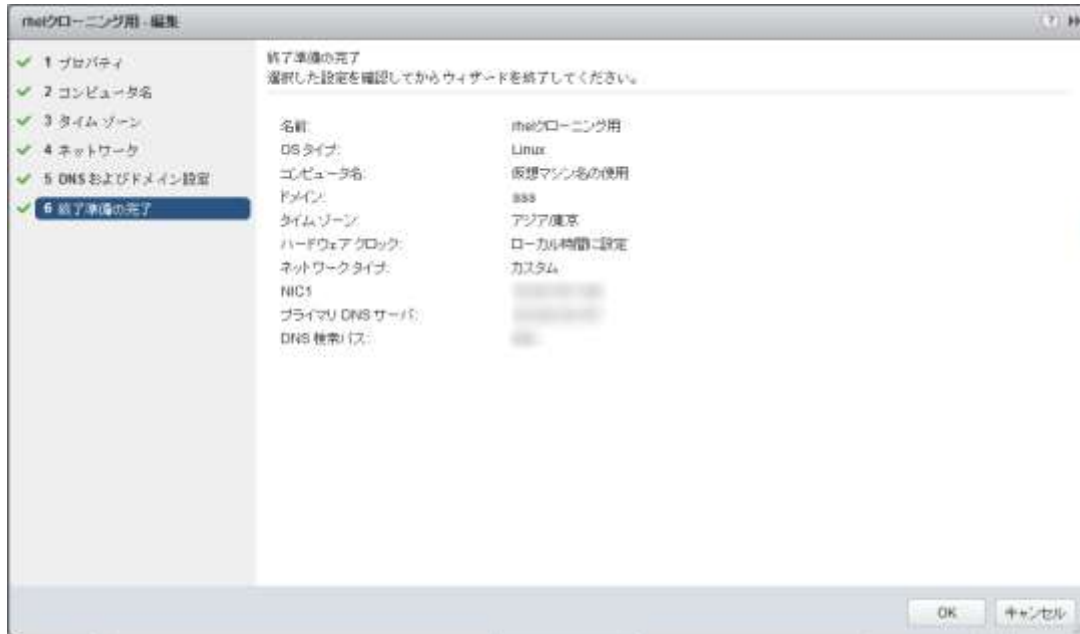 rhelクローニング用 - 編集
?
1 プロパティ
2 コンピュータ名
3 タイム ゾーン
4 ネットワーク
5 DNS およびドメイン設定
6 終了準備の完了
終了準備の完了
選択した設定を確認してからウィザードを終了してください。
名前: rhelクローニング用
OS タイプ: Linux
コンピュータ名: 仮想マシン名の使用
ドメイン: aaa
タイム ゾーン: アジア/東京
ハードウェア クロック: ローカル時間に設定
ネットワーク タイプ: カスタム
NIC1
プライマリ DNS サーバ:
DNS 検索パス:
OK キャンセル